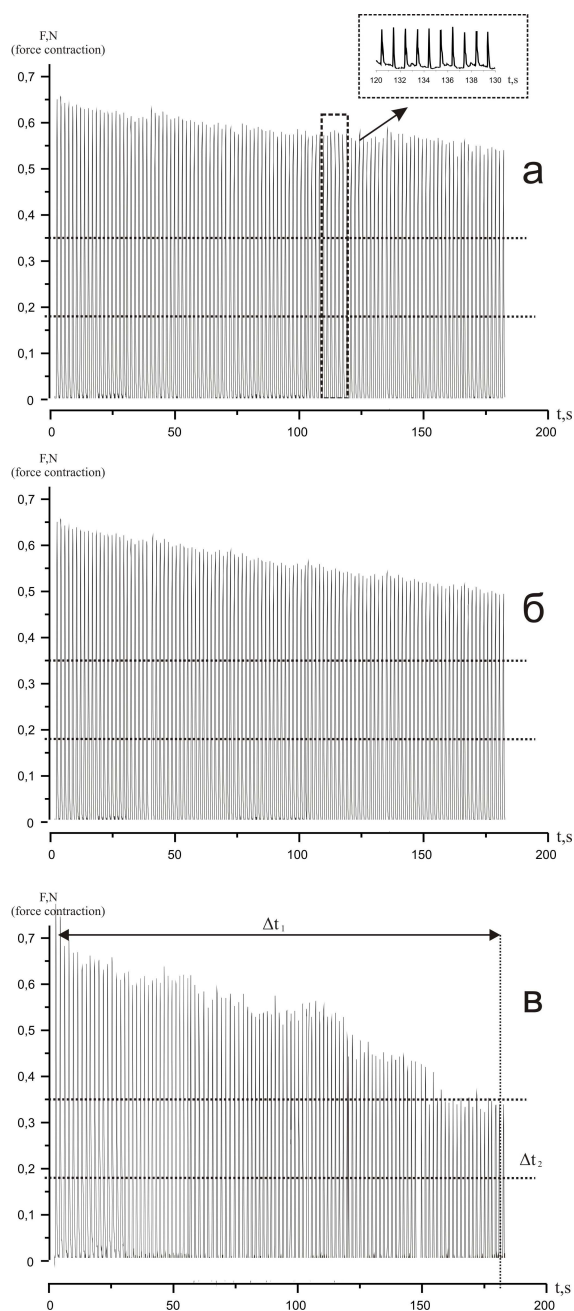 F,N
(force contraction)
120 132 134 136 138 130 t,s
0,7
0,6
0,5
0,4
0,3
0,2
0,1
0
а
0 50 100 150 200
t,s
F,N
(force contraction)
0,7
0,6
0,5
0,4
0,3
0,2
0,1
0
б
0 50 100 150 200
t,s
F,N
(force contraction)
Δt1
0,7
0,6
0,5
0,4
0,3
0,2
0,1
0
в
Δt2
0 50 100 150 200
t,s